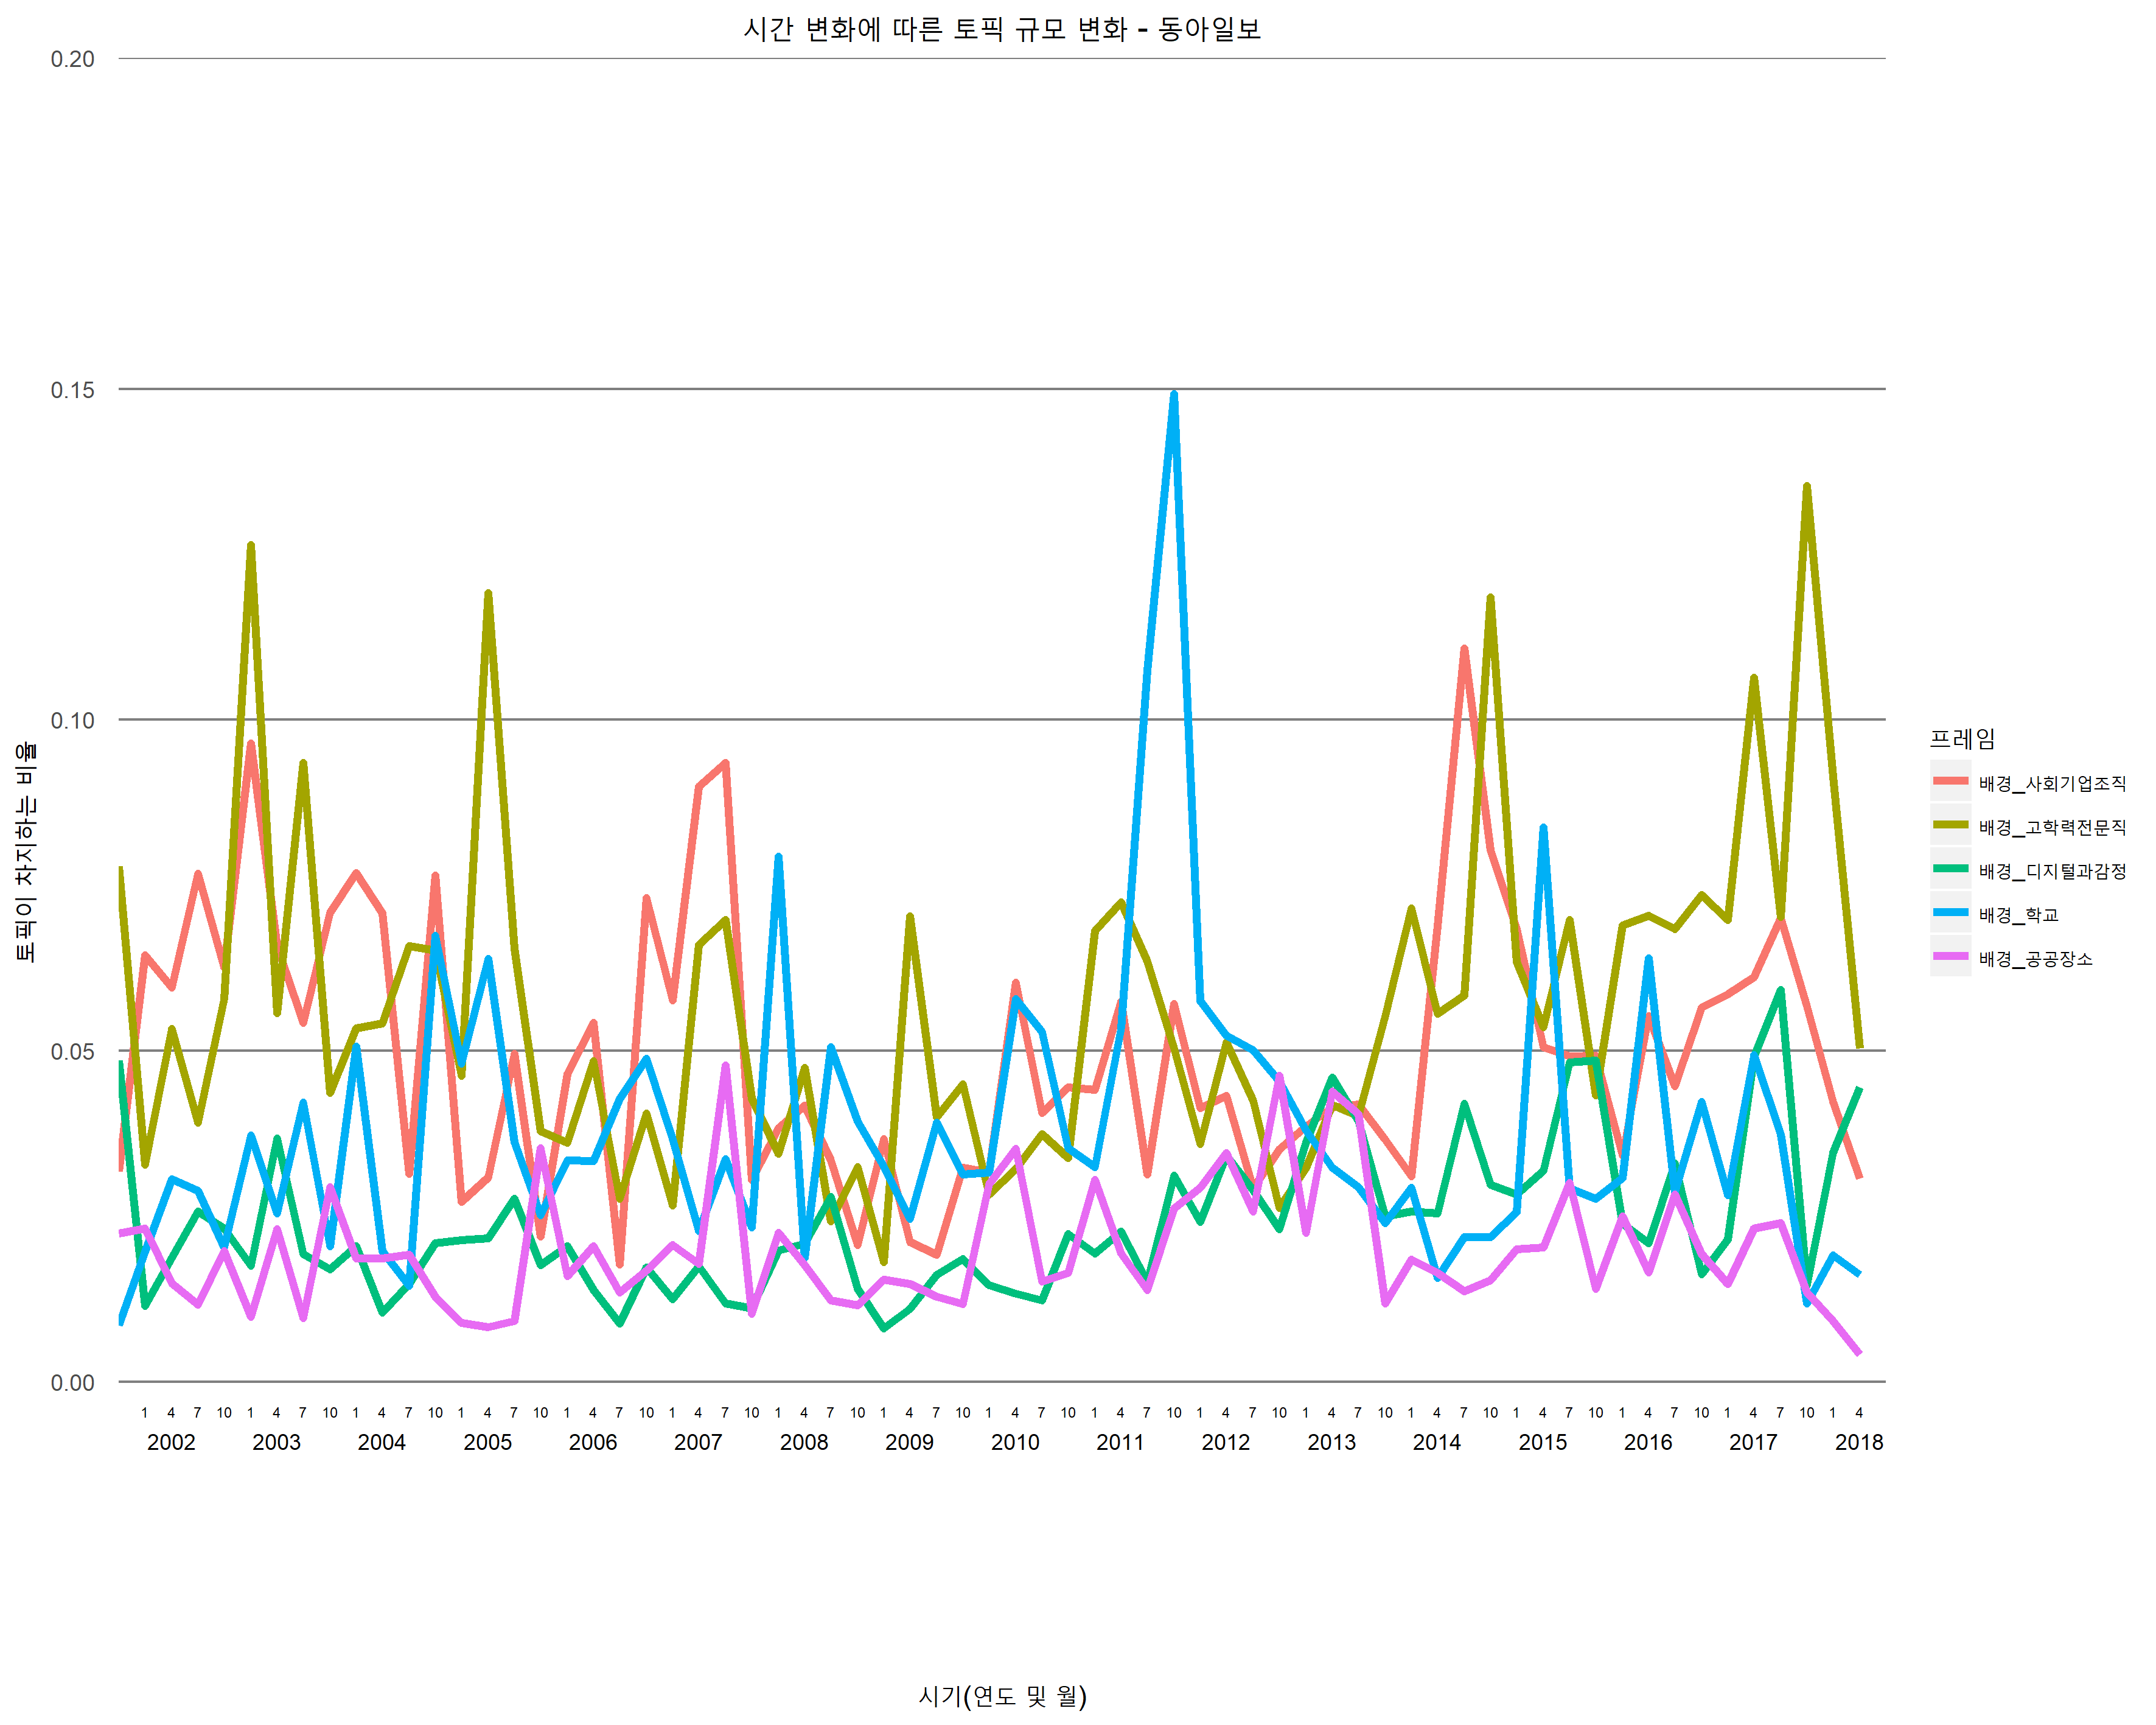 시간 변화에 따른 토픽 규모 변화 - 동아일보
0.20
0.15
0.10
0.05
0.00
토픽이 차지하는 비율
프레임
배경_사회기업조직
배경_고학력전문직
배경_디지털과감정
배경_학교
배경_공공장소
1 4 7 10 1 4 7 10 1 4 7 10 1 4 7 10 1 4 7 10 1 4 7 10 1 4 7 10 1 4 7 10 1 4 7 10 1 4 7 10 1 4 7 10 1 4 7 10 1 4 7 10 1 4 7 10 1 4 7 10 1 4 7 10 1 4
2002 2003 2004 2005 2006 2007 2008 2009 2010 2011 2012 2013 2014 2015 2016 2017 2018
시기(연도 및 월)